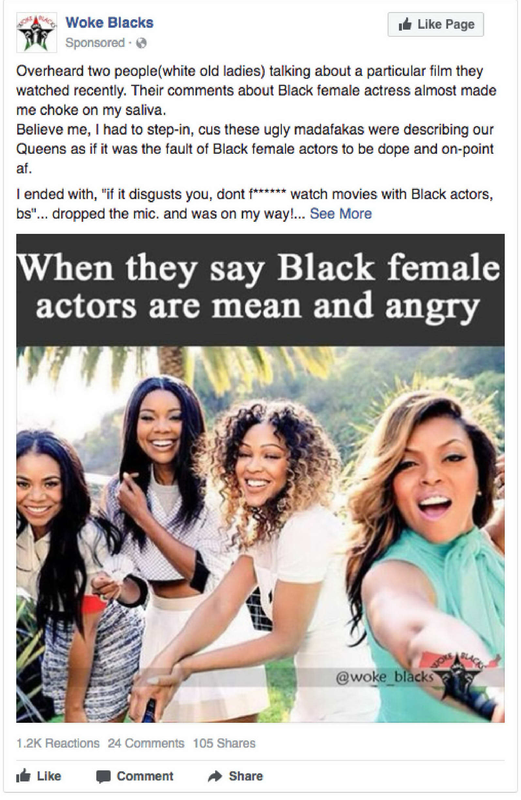 Woke Blacks
Like Page
Sponsored ·
Overheard two people(white old ladies) talking about a particular film they
watched recently. Their comments about Black female actress almost made
me choke on my saliva.
Believe me, I had to step-in, cus these ugly madafakas were describing our
Queens as if it was the fault of Black female actors to be dope and on-point
af.
I ended with, "if it disgusts you, dont f****** watch movies with Black actors,
bs"... dropped the mic. and was on my way!... See More
When they say Black female
actors are mean and angry
@woke_blacks
WOKE BLACKS
1.2K Reactions 24 Comments 105 Shares
Like Comment Share